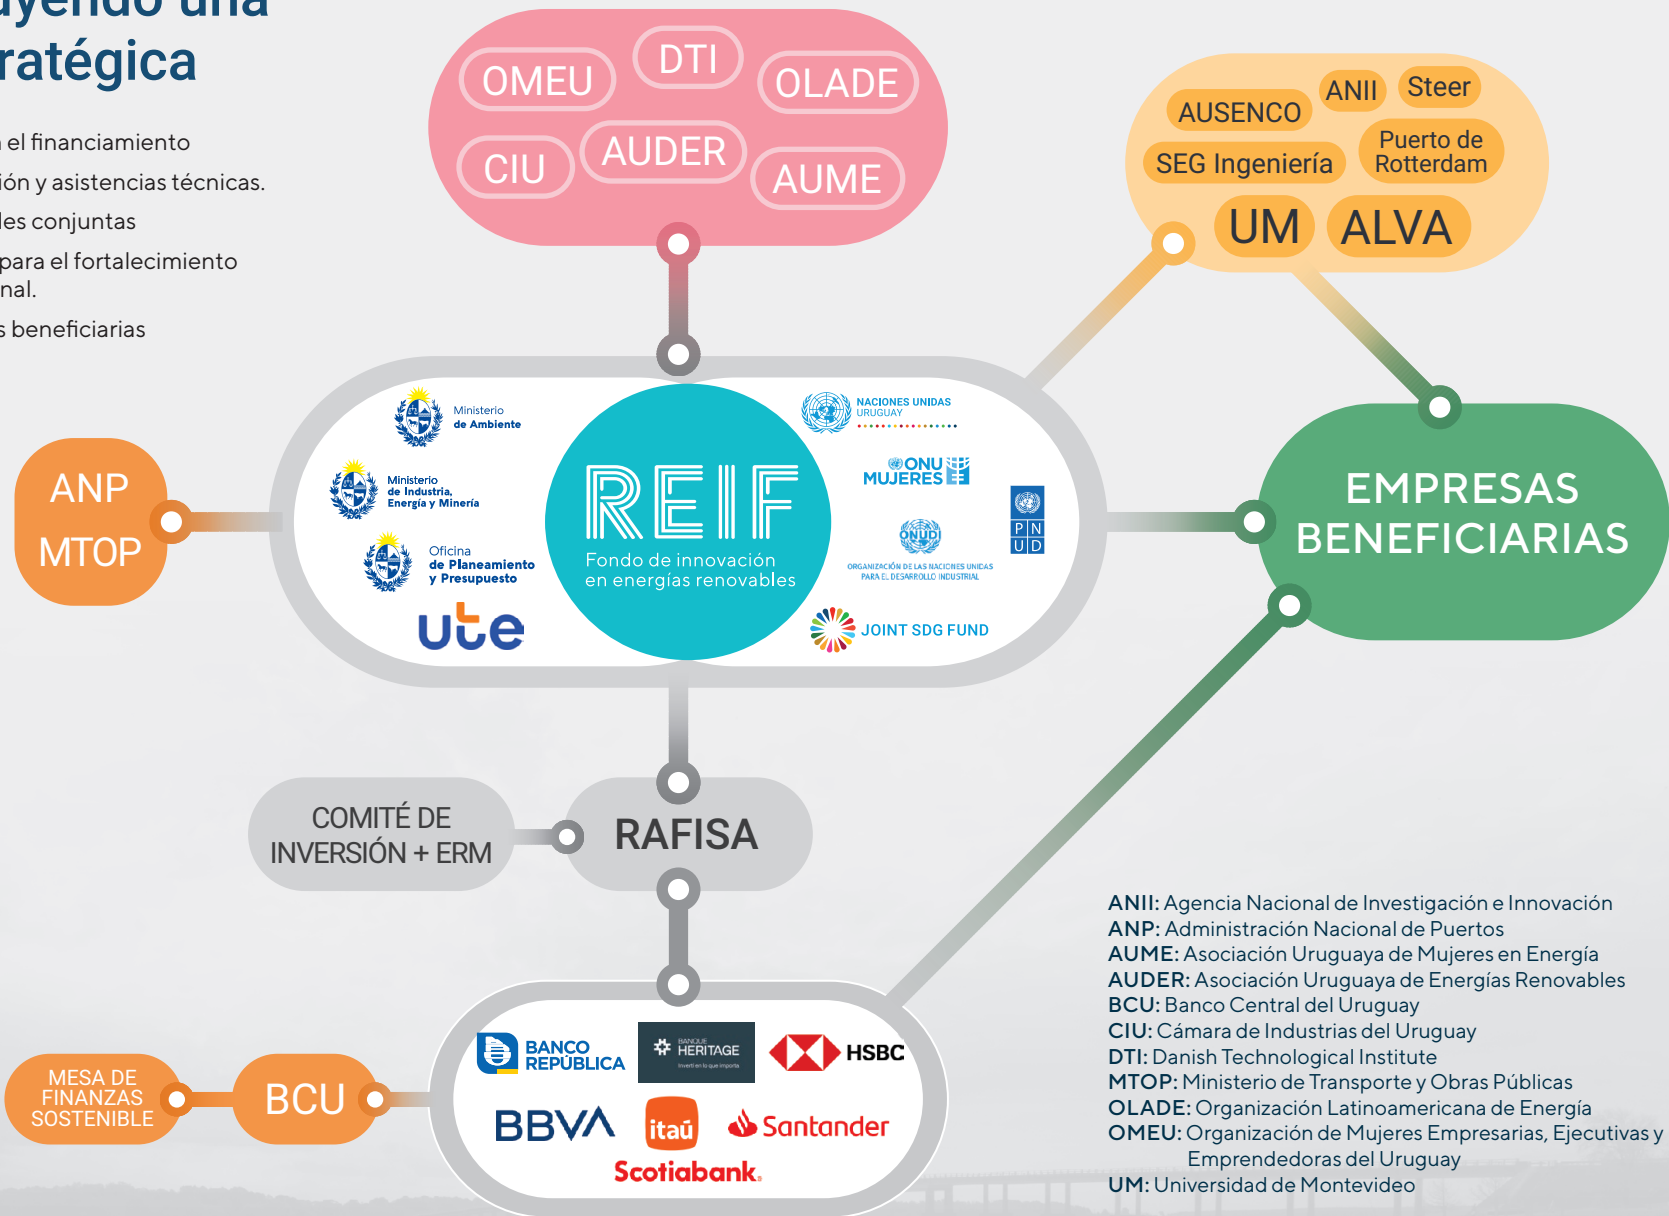 yendo una
ratégica
el financiamiento
ión y asistencias técnicas.
les conjuntas
para el fortalecimiento
nal.
s beneficiarias
OMEU
DTI
OLADE
CIU
AUDER
AUME
AUSENCO
ANII
Steer
SEG Ingeniería
Puerto de
Rotterdam
UM
ALVA
ANP
MTOP
Ministerio
de Ambiente
Ministerio
de Industria,
Energía y Minería
Oficina
de Planeamiento
y Presupuesto
ute
REIF
Fondo de innovación
en energías renovables
NACIONES UNIDAS
URUGUAY
ONU
MUJERES
ONUDI
ORGANIZACIÓN DE LAS NACIONES UNIDAS
PARA EL DESARROLLO INDUSTRIAL
P N
U D
JOINT SDG FUND
EMPRESAS
BENEFICIARIAS
COMITÉ DE
INVERSIÓN + ERM
RAFISA
MESA DE
FINANZAS
SOSTENIBLE
BCU
BANCO
REPÚBLICA
BANQUE
HERITAGE
Invertí en lo que importa
HSBC
BBVA
itaú
Santander
Scotiabank
ANII: Agencia Nacional de Investigación e Innovación
ANP: Administración Nacional de Puertos
AUME: Asociación Uruguaya de Mujeres en Energía
AUDER: Asociación Uruguaya de Energías Renovables
BCU: Banco Central del Uruguay
CIU: Cámara de Industrias del Uruguay
DTI: Danish Technological Institute
MTOP: Ministerio de Transporte y Obras Públicas
OLADE: Organización Latinoamericana de Energía
OMEU: Organización de Mujeres Empresarias, Ejecutivas y
Emprendedoras del Uruguay
UM: Universidad de Montevideo